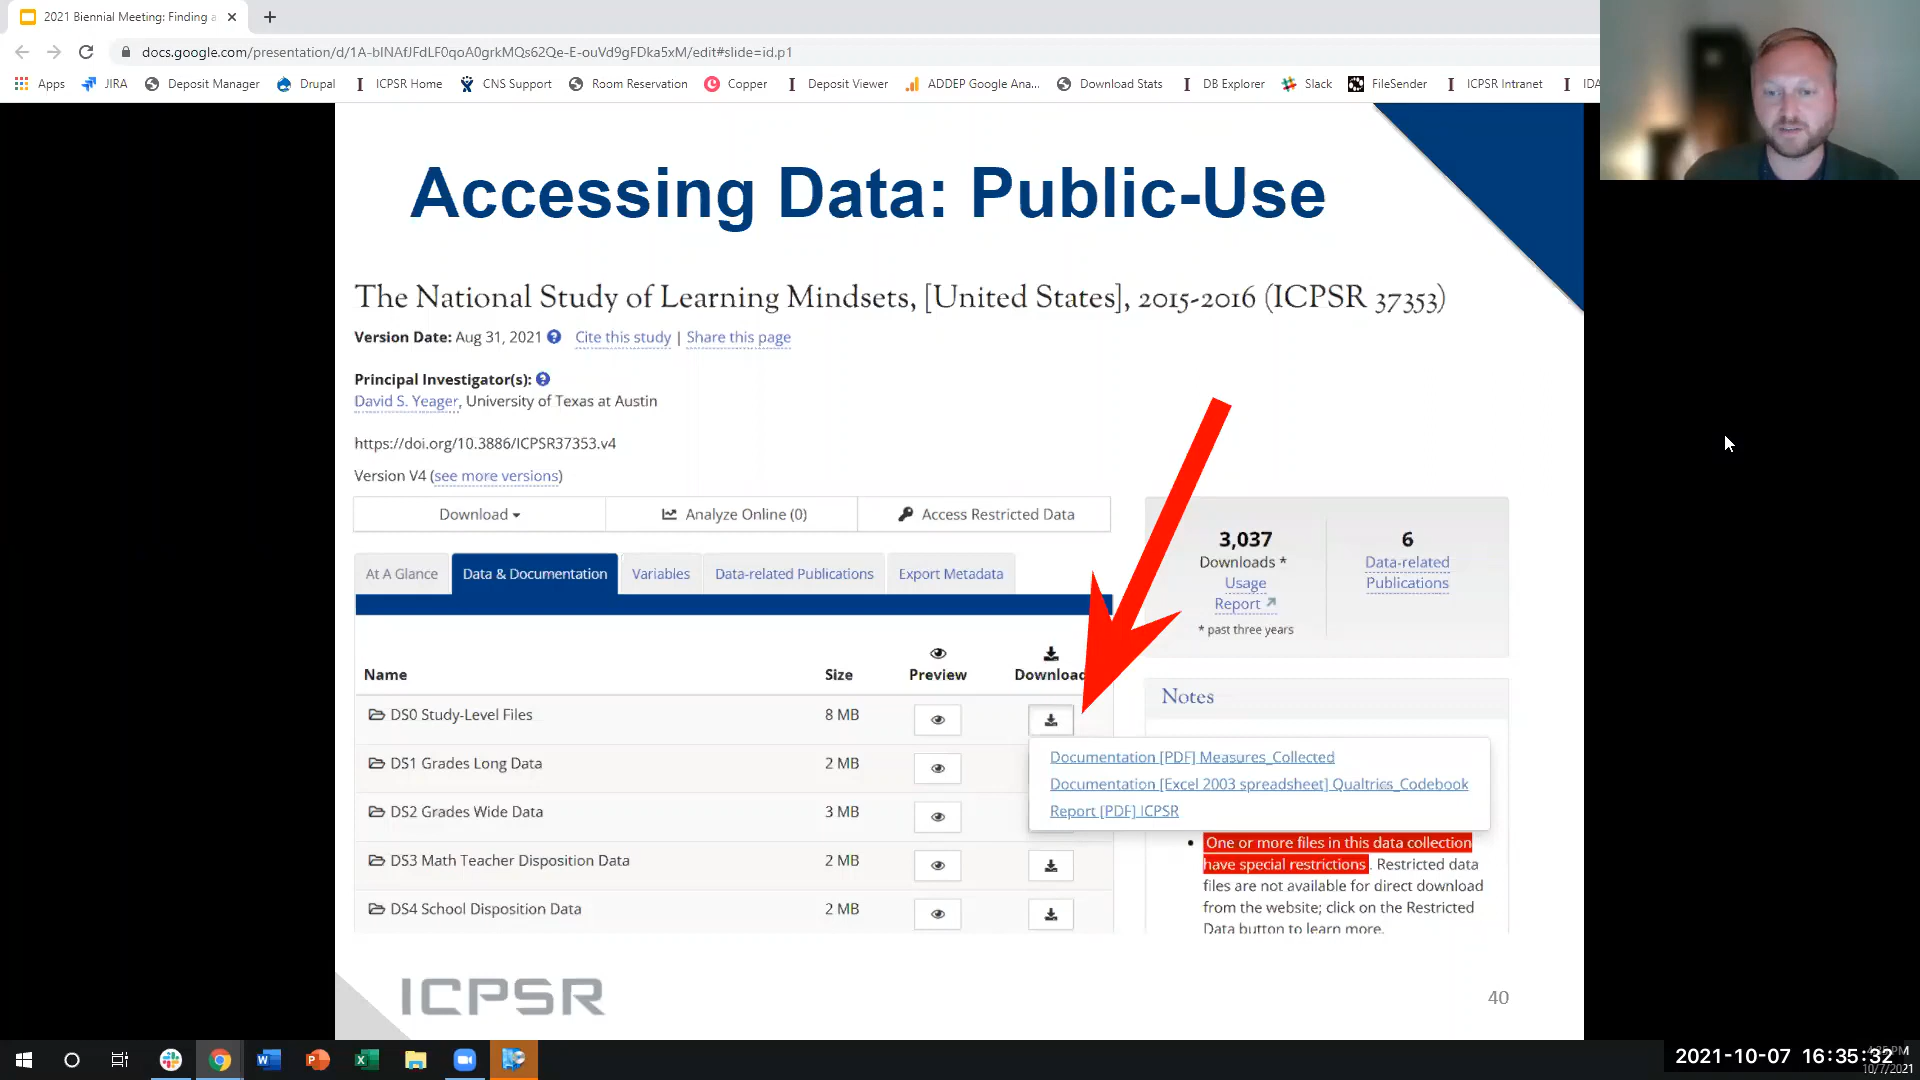 2021 Biennial Meeting: Finding a
docs.google.com/presentation/d/1A-bINAfJFdLF0qoA0grkMQs62Qe-E-ouVd9gFDka5xM/edit#slide=id.p1
Apps JIRA Deposit Manager Drupal ICPSR Home CNS Support Room Reservation Copper Deposit Viewer ADDEP Google Ana... Download Stats DB Explorer Slack FileSender ICPSR Intranet IDA
Accessing Data: Public-Use
The National Study of Learning Mindsets, [United States], 2015-2016 (ICPSR 37353)
Version Date: Aug 31, 2021 Cite this study | Share this page
Principal Investigator(s):
David S. Yeager, University of Texas at Austin
https://doi.org/10.3886/ICPSR37353.v4
Version V4 (see more versions)
Download Analyze Online (0) Access Restricted Data
At A Glance Data & Documentation Variables Data-related Publications Export Metadata
Name Size Preview Download
DS0 Study-Level Files 8 MB
DS1 Grades Long Data 2 MB
DS2 Grades Wide Data 3 MB
DS3 Math Teacher Disposition Data 2 MB
DS4 School Disposition Data 2 MB
Documentation [PDF] Measures_Collected
Documentation [Excel 2003 spreadsheet] Qualtrics_Codebook
Report [PDF] ICPSR
3,037
Downloads *
Usage
Report
* past three years
6
Data-related
Publications
Notes
One or more files in this data collection
have special restrictions. Restricted data
files are not available for direct download
from the website; click on the Restricted
Data button to learn more.
ICPSR
40
2021-10-07 16:35:32
10/7/2021